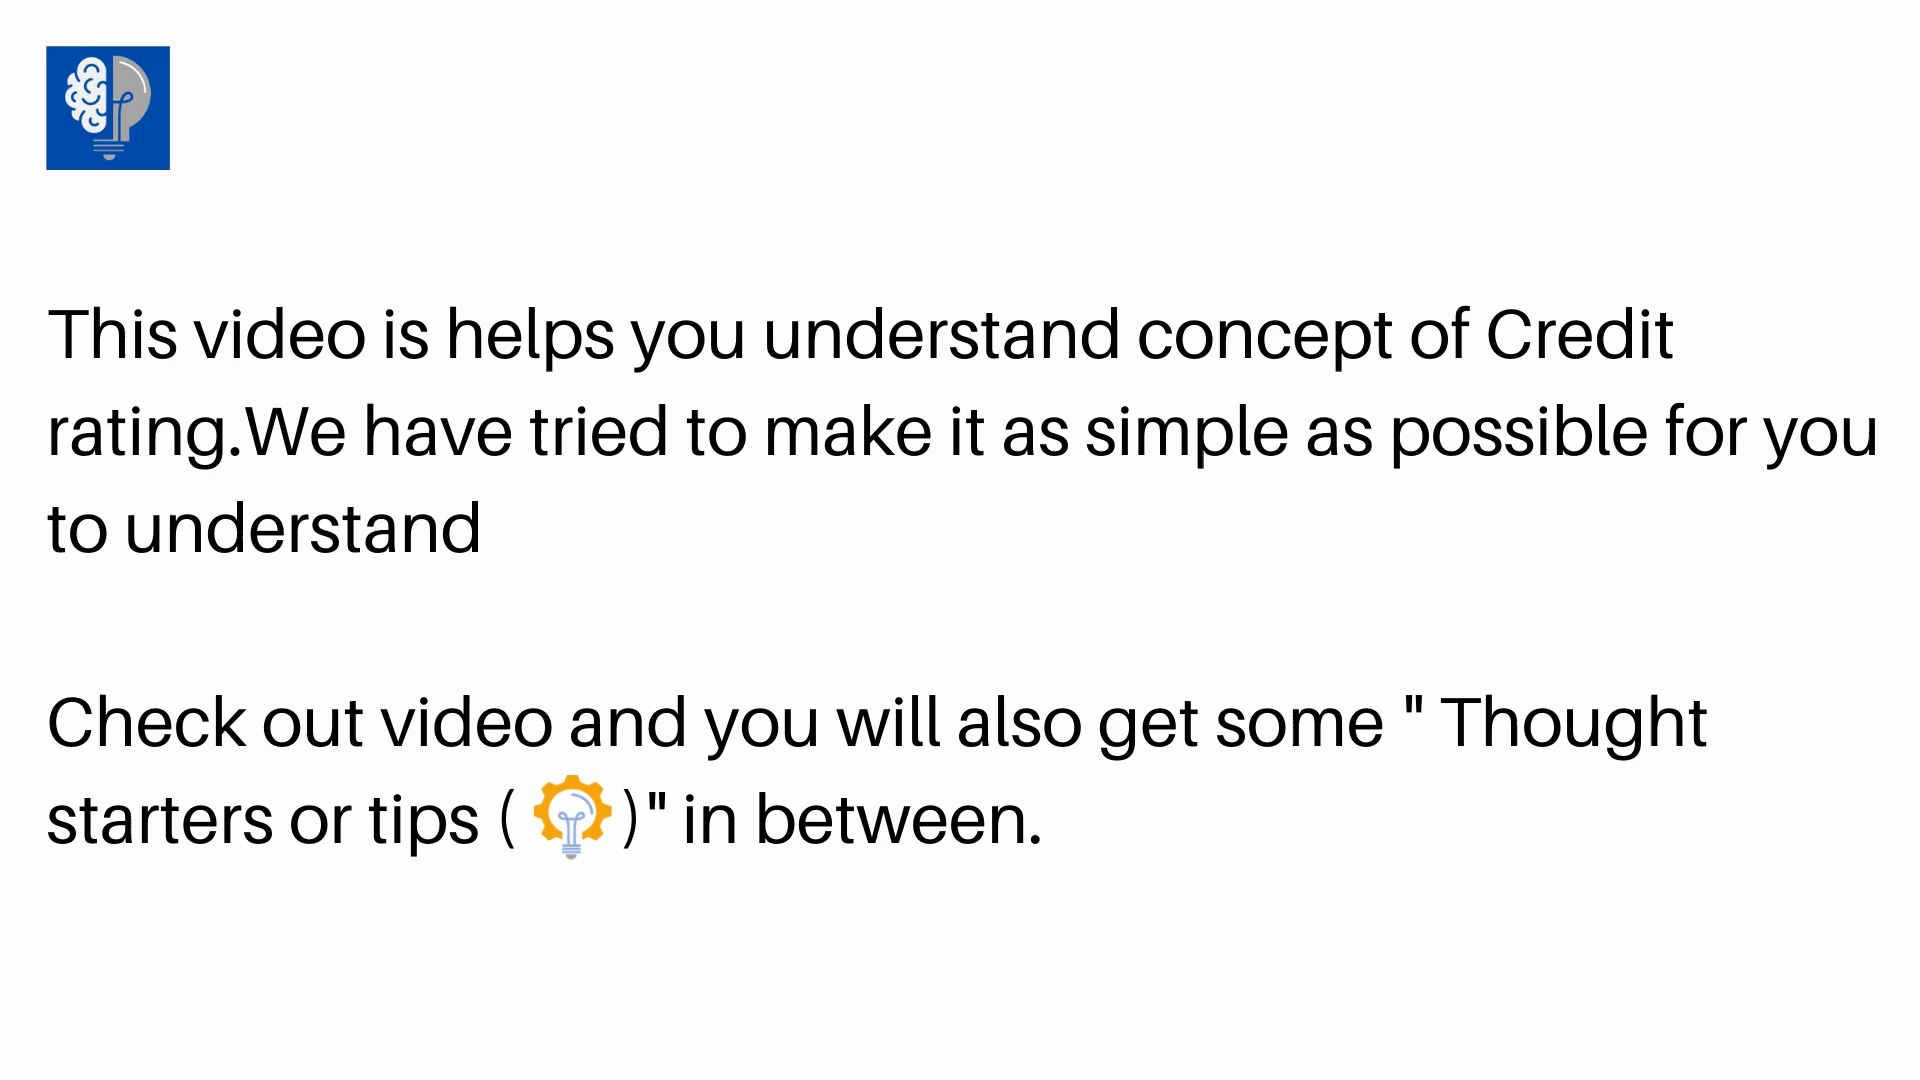 This video is helps you understand concept of Credit
rating.We have tried to make it as simple as possible for you
to understand
Check out video and you will also get some " Thought
starters or tips ( )" in between.